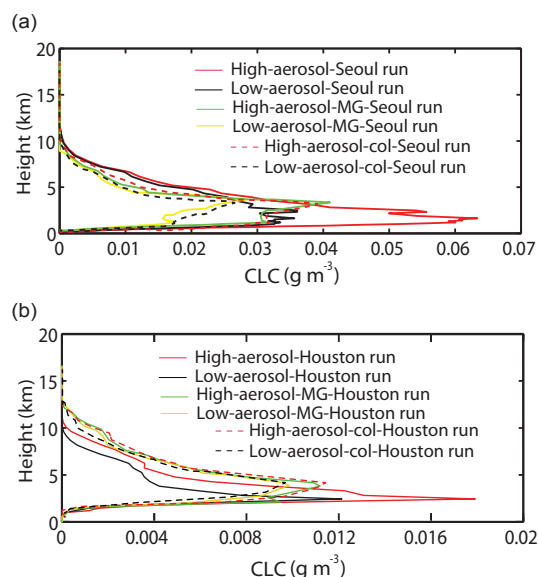 (a)
20
High-aerosol-Seoul run
Low-aerosol-Seoul run
High-aerosol-MG-Seoul run
Low-aerosol-MG-Seoul run
High-aerosol-col-Seoul run
Low-aerosol-col-Seoul run
15
10
5
0
Height (km)
0 0.01 0.02 0.03 0.04 0.05 0.06 0.07
CLC (g m-3)
(b)
20
High-aerosol-Houston run
Low-aerosol-Houston run
High-aerosol-MG-Houston run
Low-aerosol-MG-Houston run
High-aerosol-col-Houston run
Low-aerosol-col-Houston run
15
10
5
0
Height (km)
0 0.004 0.008 0.012 0.016 0.02
CLC (g m-3)